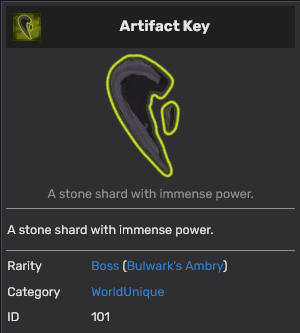 Artifact Key
A stone shard with immense power.
A stone shard with immense power.
Rarity Boss (Bulwark's Ambry)
Category WorldUnique
ID 101